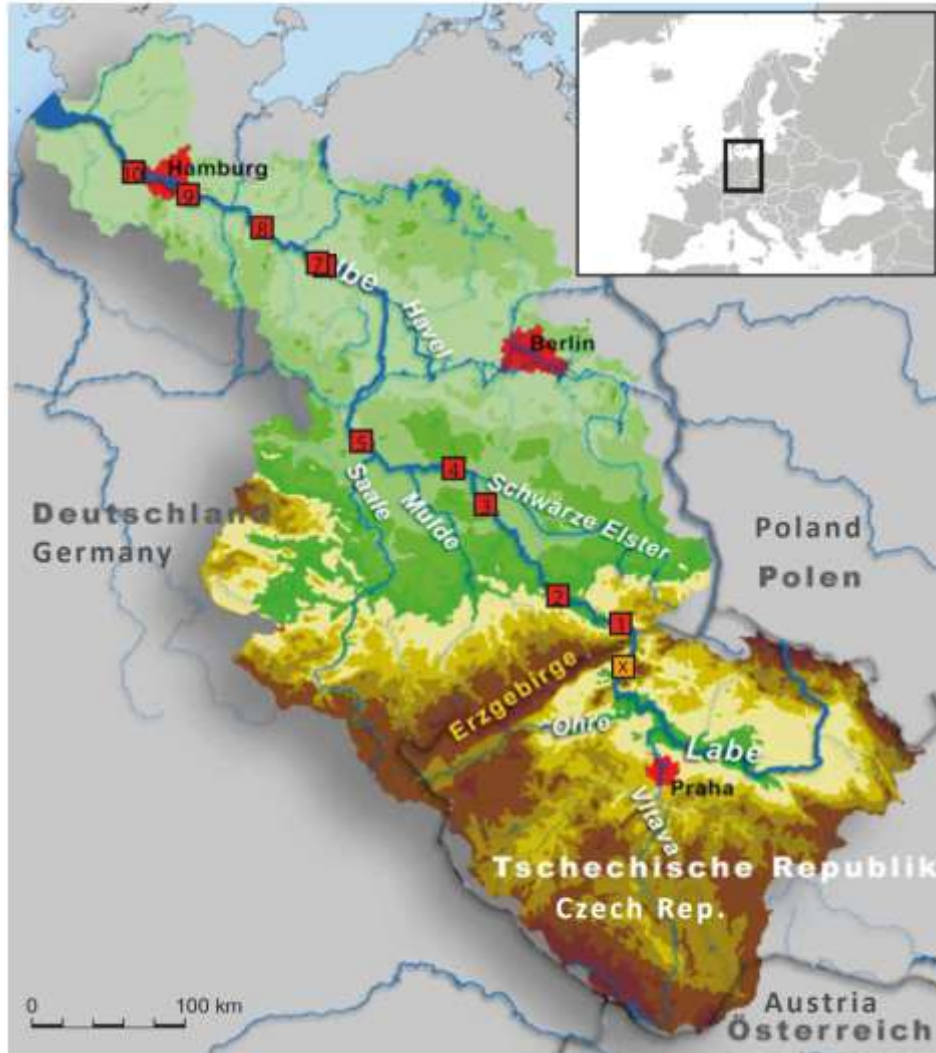 10
Hamburg
9
8
7
lbe
Havel
Berlin
5
4
3
Saale
Mulde
Schwarze Elster
Deutschland
Germany
Poland
Polen
2
1
X
Erzgebirge
Ohre
Labe
Praha
Vltava
Tschechische Republik
Czech Rep.
0 100 km
Austria
Österreich